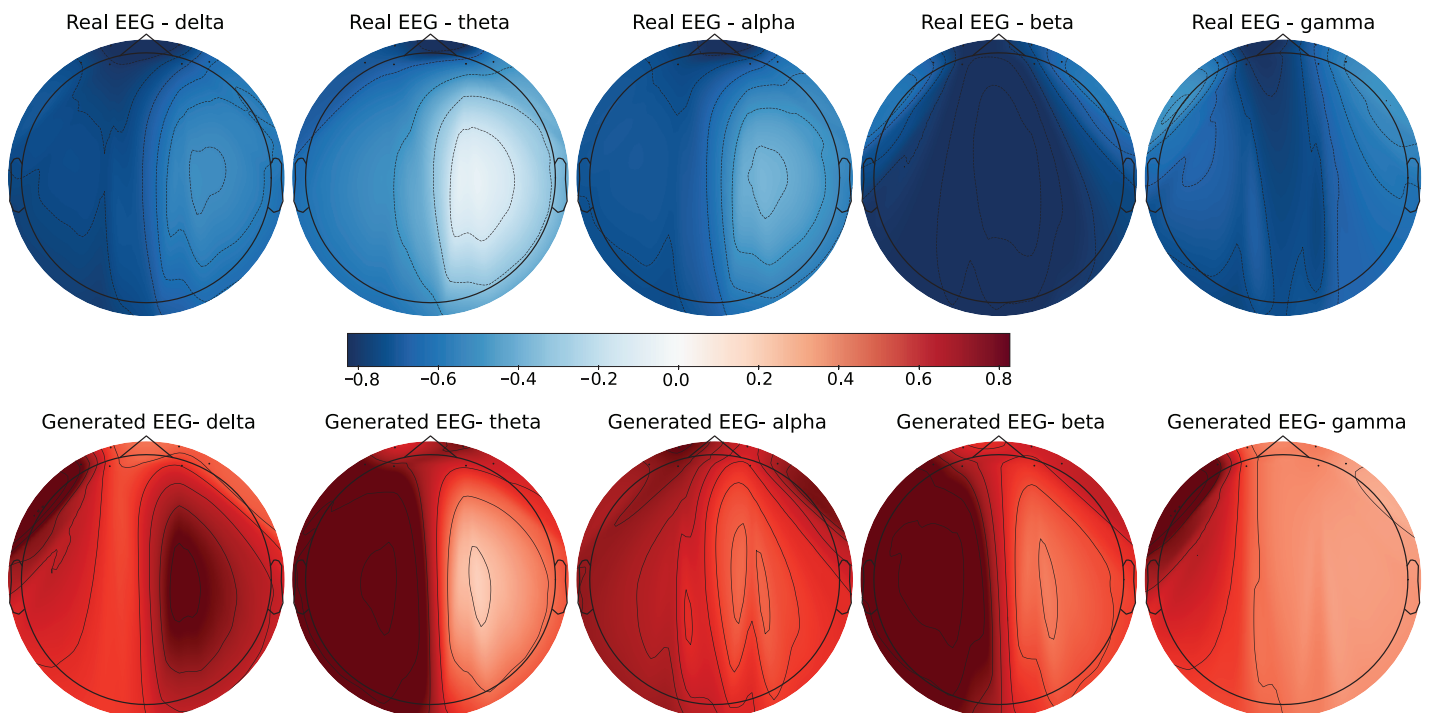 Real EEG - delta
Real EEG - theta
Real EEG - alpha
Real EEG - beta
Real EEG - gamma
−0.8 −0.6 −0.4 −0.2 0.0 0.2 0.4 0.6 0.8
Generated EEG- delta
Generated EEG- theta
Generated EEG- alpha
Generated EEG- beta
Generated EEG- gamma